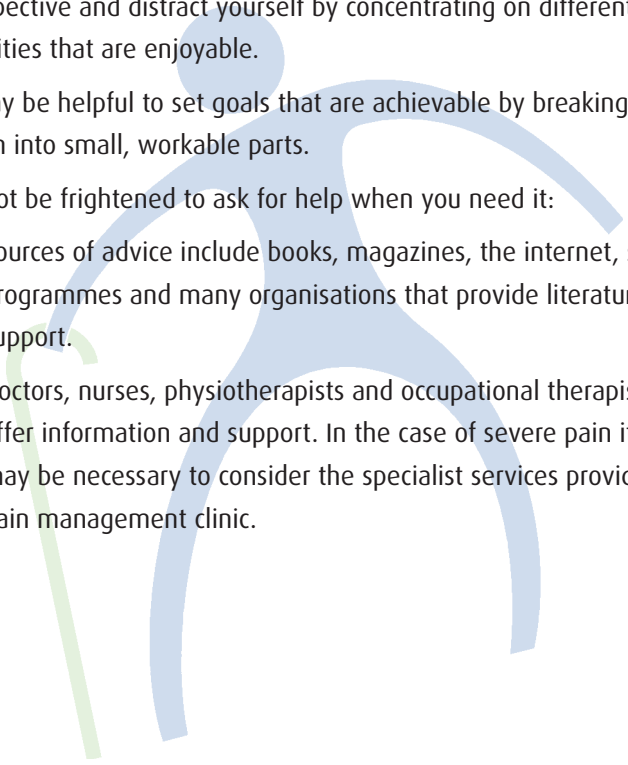 pective and distract yourself by concentrating on different
ities that are enjoyable.
y be helpful to set goals that are achievable by breaking
n into small, workable parts.
ot be frightened to ask for help when you need it:
ources of advice include books, magazines, the internet,
rogrammes and many organisations that provide literatu
upport.
octors, nurses, physiotherapists and occupational therapis
ffer information and support. In the case of severe pain i
may be necessary to consider the specialist services provid
ain management clinic.